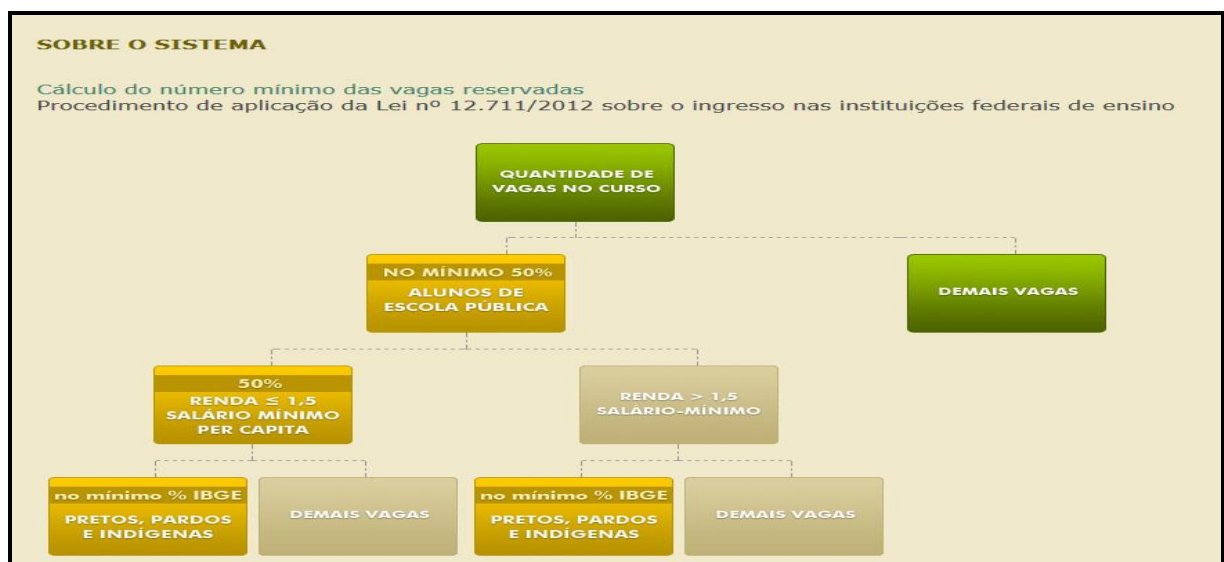 SOBRE O SISTEMA
Cálculo do número mínimo das vagas reservadas
Procedimento de aplicação da Lei nº 12.711/2012 sobre o ingresso nas instituições federais de ensino
QUANTIDADE DE
VAGAS NO CURSO
NO MÍNIMO 50%
ALUNOS DE
ESCOLA PÚBLICA
DEMAIS VAGAS
50%
RENDA ≤ 1,5
SALÁRIO MÍNIMO
PER CAPITA
RENDA > 1,5
SALÁRIO-MÍNIMO
no mínimo % IBGE
PRETOS, PARDOS
E INDÍGENAS
DEMAIS VAGAS
no mínimo % IBGE
PRETOS, PARDOS
E INDÍGENAS
DEMAIS VAGAS